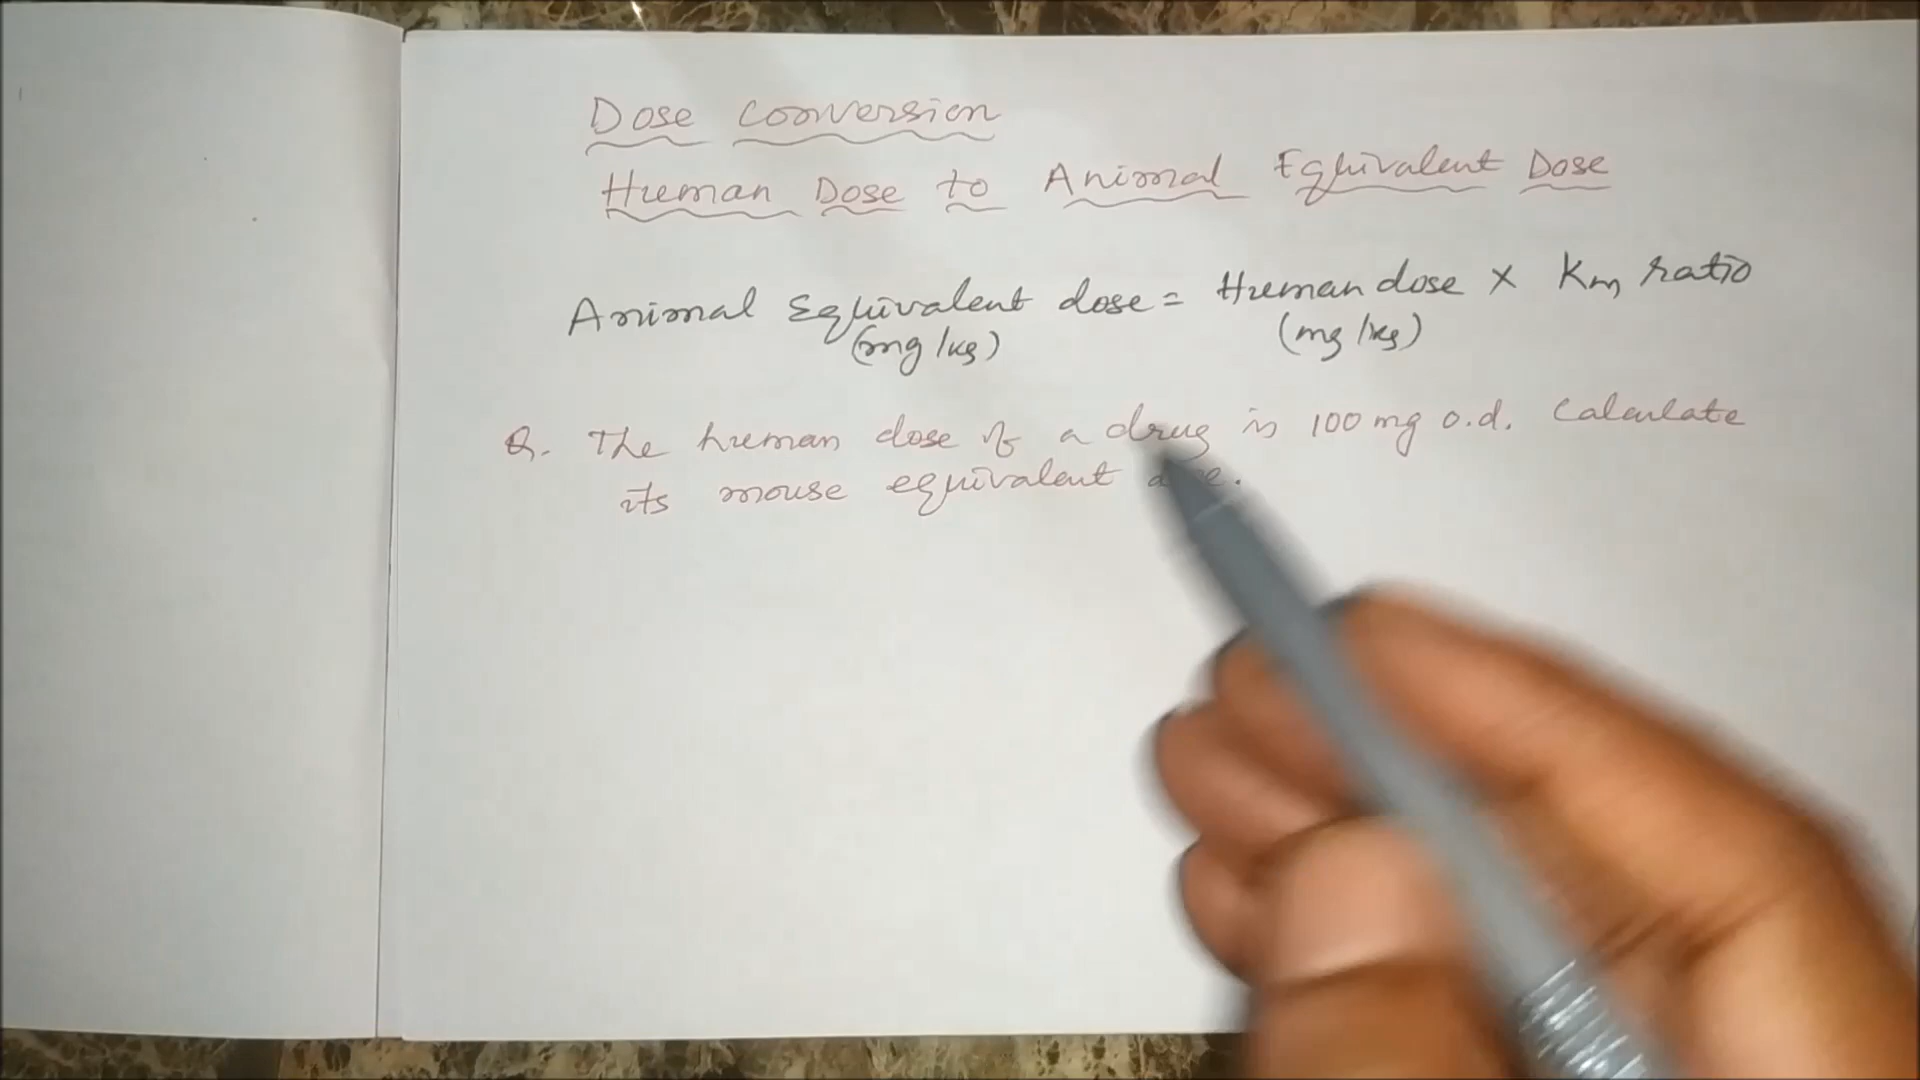 Dose Conversion
Human Dose to Animal Equivalent Dose
Animal Equivalent dose = Human dose × Km ratio
(mg/kg) (mg/kg)
Q. The human dose of a drug is 100 mg o.d. Calculate
its mouse equivalent